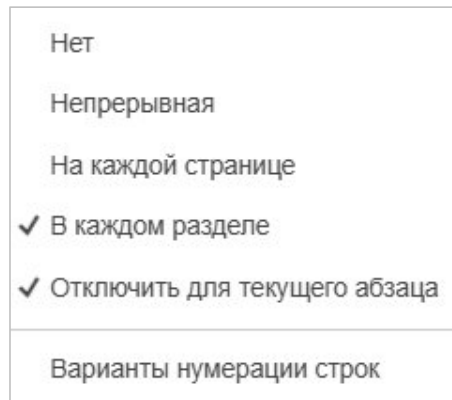 Нет
Непрерывная
На каждой странице
В каждом разделе
Отключить для текущего абзаца
Варианты нумерации строк